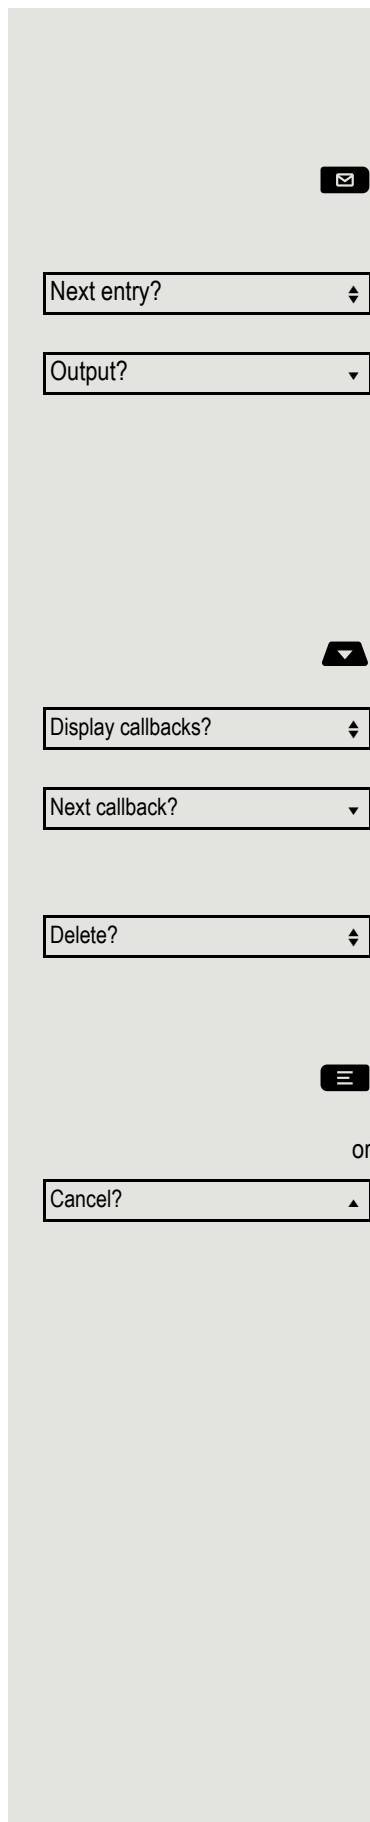 Next entry?
Output?
Display callbacks?
Next callback?
Delete?
or
Cancel?